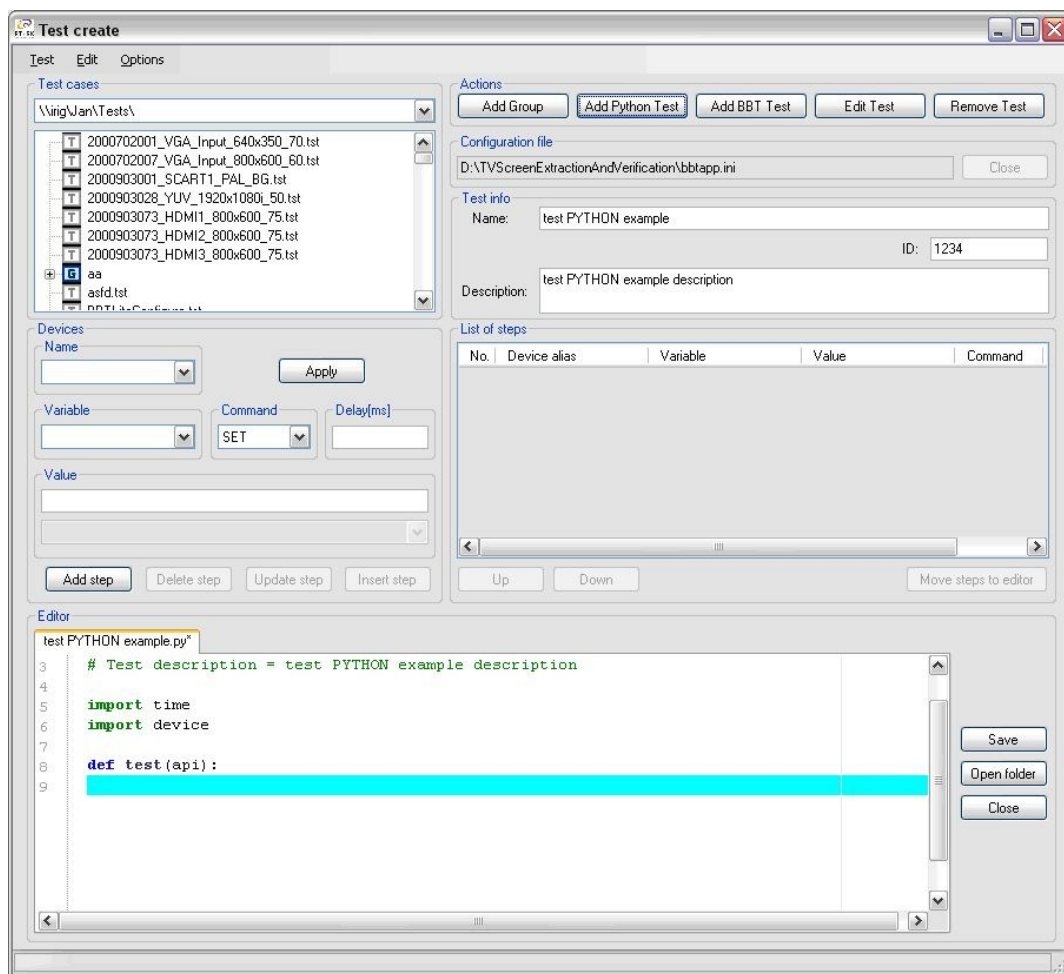 Test create
Test Edit Options
Test cases
\\irig\Jan\Tests\
2000702001_VGA_Input_640x350_70.tst
2000702007_VGA_Input_800x600_60.tst
2000903001_SCART1_PAL_BG.tst
2000903028_YUV_1920x1080i_50.tst
2000903073_HDMI1_800x600_75.tst
2000903073_HDMI2_800x600_75.tst
2000903073_HDMI3_800x600_75.tst
G aa
asfd.tst
Actions
Add Group Add Python Test Add BBT Test Edit Test Remove Test
Configuration file
D:\TVScreenExtractionAndVerification\bbtapp.ini Close
Test info
Name: test PYTHON example
ID: 1234
Description: test PYTHON example description
Devices
Name
Apply
Variable Command Delay[ms]
SET
Value
Add step Delete step Update step Insert step
List of steps
No. Device alias Variable Value Command
Up Down Move steps to editor
Editor
test PYTHON example.py*
3 # Test description = test PYTHON example description
4
5 import time
6 import device
7
8 def test(api):
9
Save
Open folder
Close